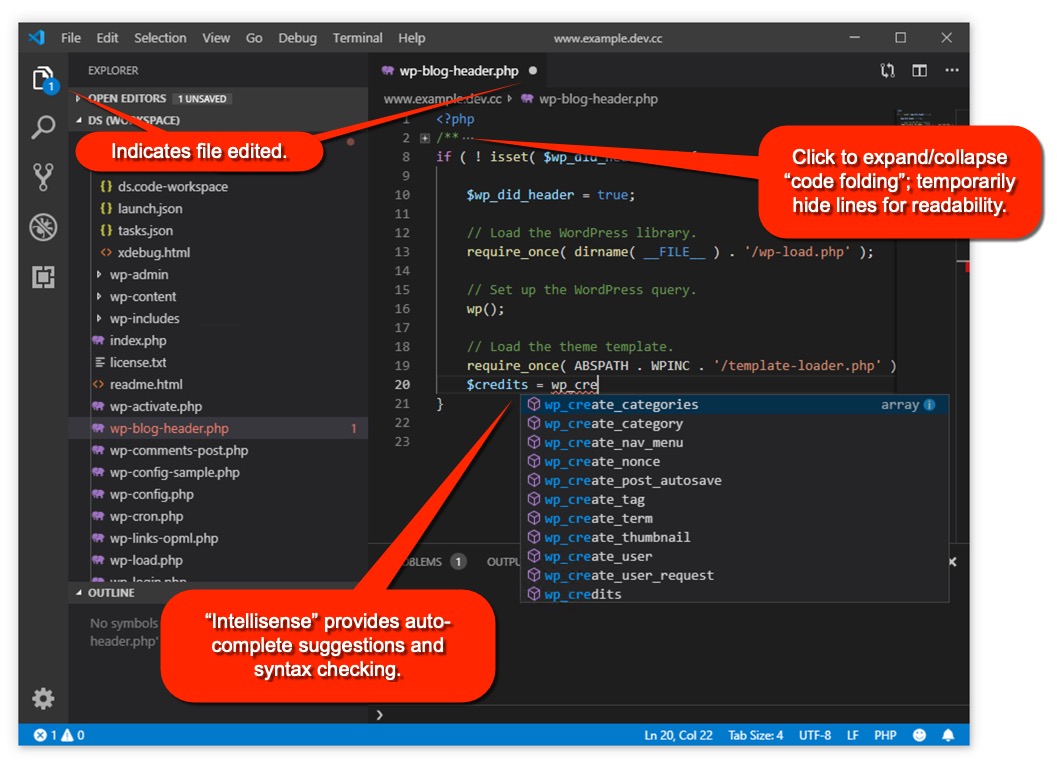 File Edit Selection View Go Debug Terminal Help www.example.dev.cc
1
EXPLORER
OPEN EDITORS 1 UNSAVED
DS (WORKSPACE)
Indicates file edited.
ds.code-workspace
launch.json
tasks.json
xdebug.html
wp-admin
wp-content
wp-includes
index.php
license.txt
readme.html
wp-activate.php
wp-blog-header.php 1
wp-comments-post.php
wp-config-sample.php
wp-config.php
wp-cron.php
wp-links-opml.php
wp-load.php
wp-login.php
OUTLINE
No symbols
header.php'
wp-blog-header.php
www.example.dev.cc wp-blog-header.php
1 <?php
2 /** ...
8 if ( ! isset( $wp_did_
9
10 $wp_did_header = true;
11
12 // Load the WordPress library.
13 require_once( dirname( __FILE__ ) . '/wp-load.php' );
14
15 // Set up the WordPress query.
16 wp();
17
18 // Load the theme template.
19 require_once( ABSPATH . WPINC . '/template-loader.php' )
20 $credits = wp_cre
21 }
22
23
Click to expand/collapse
“code folding”; temporarily
hide lines for readability.
wp_create_categories array
wp_create_category
wp_create_nav_menu
wp_create_nonce
wp_create_post_autosave
wp_create_tag
wp_create_term
wp_create_thumbnail
wp_create_user
wp_create_user_request
wp_credits
OBLEMS 1 OUTPU
“Intellisense” provides auto-
complete suggestions and
syntax checking.
1 0 Ln 20, Col 22 Tab Size: 4 UTF-8 LF PHP